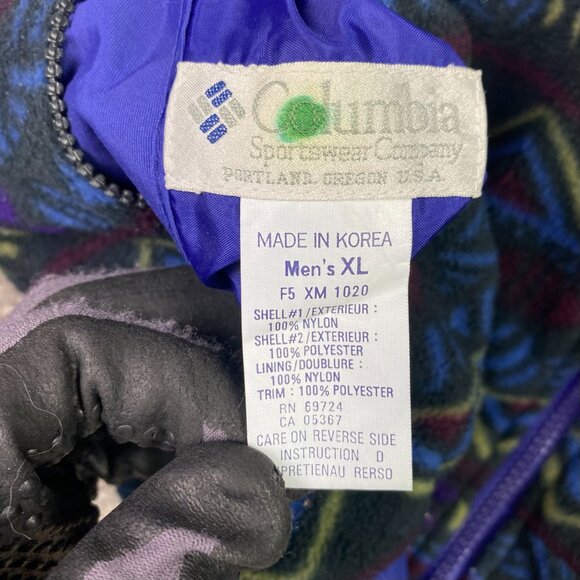 Columbia
Sportswear Company
PORTLAND, OREGON U.S.A.
MADE IN KOREA
Men's XL
F5 XM 1020
SHELL#1/EXTERIEUR :
100% NYLON
SHELL#2/EXTERIEUR :
100% POLYESTER
LINING/DOUBLURE :
100% NYLON
TRIM : 100% POLYESTER
RN 69724
CA 05367
CARE ON REVERSE SIDE
INSTRUCTION D
PRETIENAU RERSO